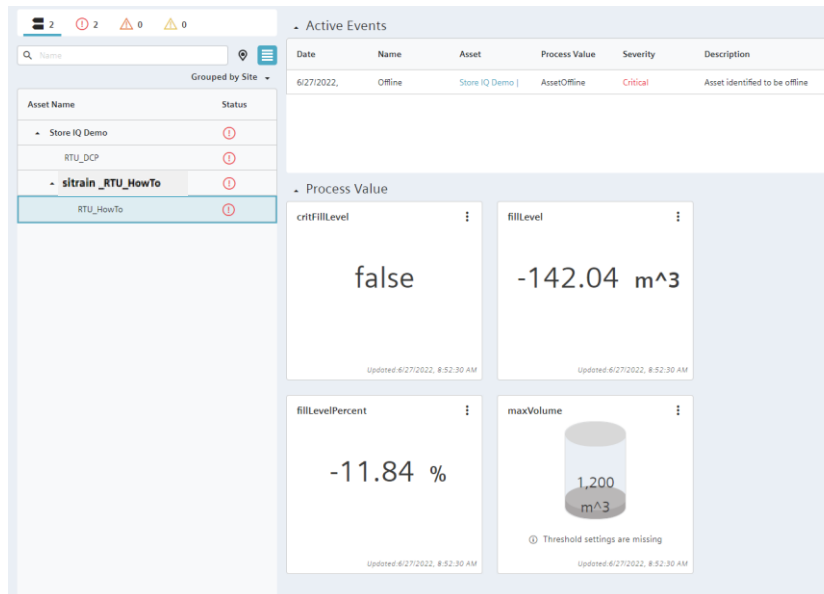 2 2 0 0
Name
Grouped by Site
Asset Name Status
Store IQ Demo
RTU_DCP
sitrain _RTU_HowTo
RTU_HowTo
Active Events
Date Name Asset Process Value Severity Description
6/27/2022, Offline Store IQ Demo | AssetOffline Critical Asset identified to be offline
Process Value
critFillLevel
false
Updated:6/27/2022, 8:52:30 AM
fillLevel
-142.04 m^3
Updated:6/27/2022, 8:52:30 AM
fillLevelPercent
-11.84 %
Updated:6/27/2022, 8:52:30 AM
maxVolume
1,200
m^3
Threshold settings are missing
Updated:6/27/2022, 8:52:30 AM